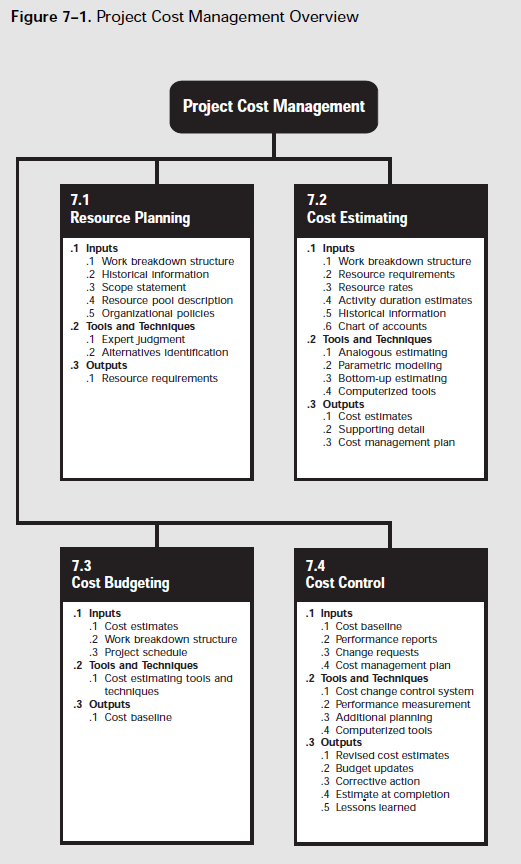 Figure 7–1. Project Cost Management Overview
Project Cost Management
7.1
Resource Planning
.1 Inputs
.1 Work breakdown structure
.2 Historical information
.3 Scope statement
.4 Resource pool description
.5 Organizational policies
.2 Tools and Techniques
.1 Expert judgment
.2 Alternatives identification
.3 Outputs
.1 Resource requirements
7.2
Cost Estimating
.1 Inputs
.1 Work breakdown structure
.2 Resource requirements
.3 Resource rates
.4 Activity duration estimates
.5 Historical information
.6 Chart of accounts
.2 Tools and Techniques
.1 Analogous estimating
.2 Parametric modeling
.3 Bottom-up estimating
.4 Computerized tools
.3 Outputs
.1 Cost estimates
.2 Supporting detail
.3 Cost management plan
7.3
Cost Budgeting
.1 Inputs
.1 Cost estimates
.2 Work breakdown structure
.3 Project schedule
.2 Tools and Techniques
.1 Cost estimating tools and
techniques
.3 Outputs
.1 Cost baseline
7.4
Cost Control
.1 Inputs
.1 Cost baseline
.2 Performance reports
.3 Change requests
.4 Cost management plan
.2 Tools and Techniques
.1 Cost change control system
.2 Performance measurement
.3 Additional planning
.4 Computerized tools
.3 Outputs
.1 Revised cost estimates
.2 Budget updates
.3 Corrective action
.4 Estimate at completion
.5 Lessons learned